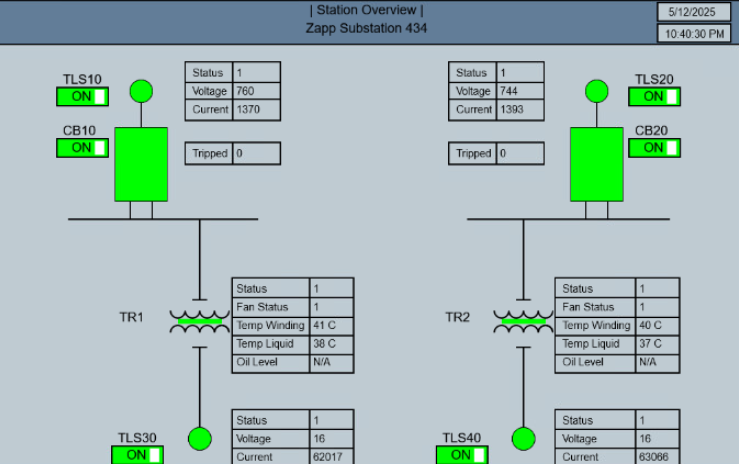 | Station Overview |
Zapp Substation 434
5/12/2025
10:40:30 PM
TLS10
ON
CB10
ON
Status 1
Voltage 760
Current 1370
Tripped 0
Status 1
Voltage 744
Current 1393
Tripped 0
TLS20
ON
CB20
ON
TR1
Status 1
Fan Status 1
Temp Winding 41 C
Temp Liquid 38 C
Oil Level N/A
TR2
Status 1
Fan Status 1
Temp Winding 40 C
Temp Liquid 37 C
Oil Level N/A
TLS30
ON
Status 1
Voltage 16
Current 62017
TLS40
ON
Status 1
Voltage 16
Current 63066